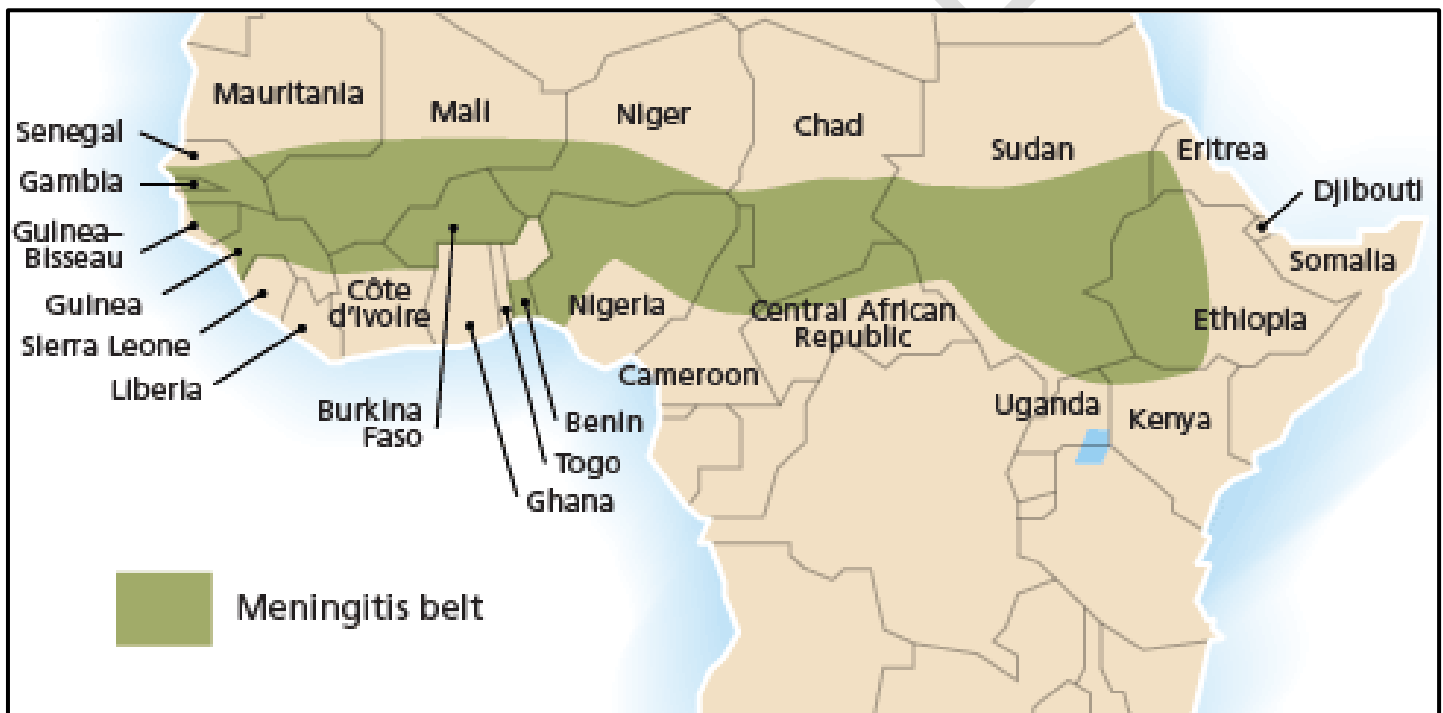 Mauritania
Mali
Niger
Chad
Sudan
Eritrea
Djibouti
Somalia
Ethiopia
Senegal
Gambia
Guinea–
Bisseau
Guinea
Sierra Leone
Liberia
Côte
d’Ivoire
Burkina
Faso
Ghana
Togo
Benin
Nigeria
Cameroon
Central African
Republic
Uganda
Kenya
Meningitis belt